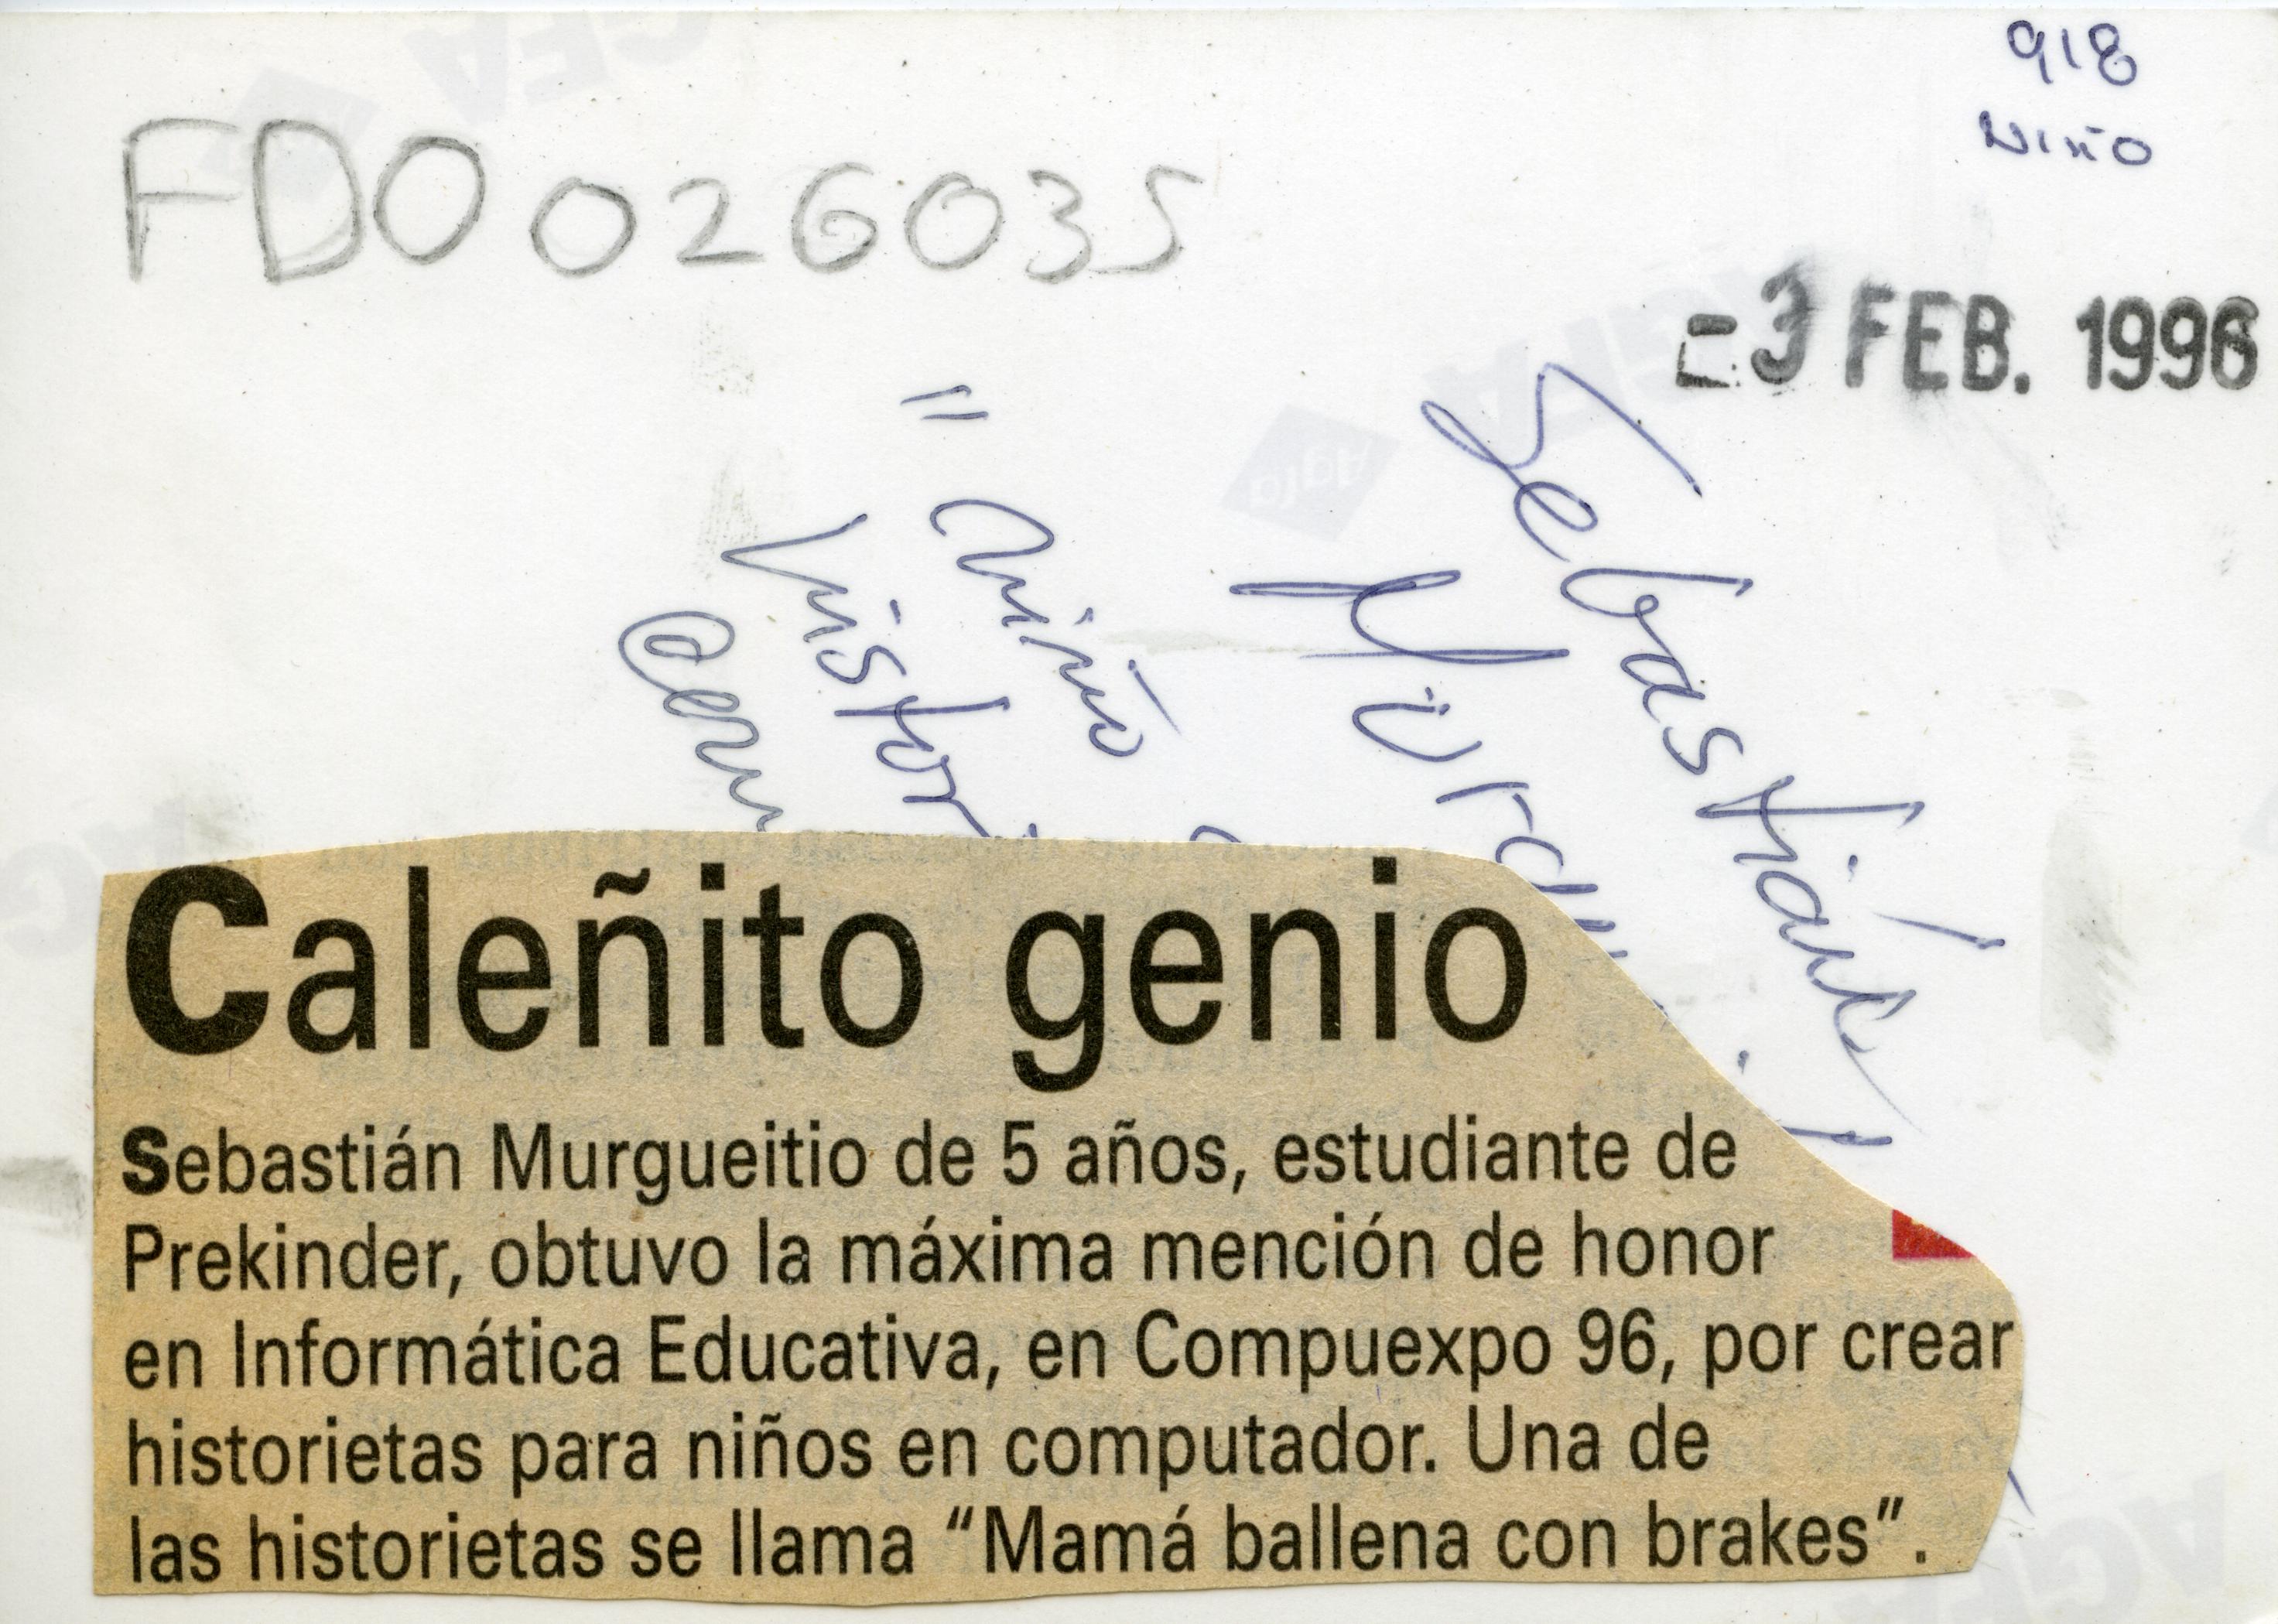 918
NIÑO
FDO 026035
-3 FEB. 1996
Sebastián
"Niño
Caleñito genio
Sebastián Murgueitio de 5 años, estudiante de
Prekinder, obtuvo la máxima mención de honor
en Informática Educativa, en Compuexpo 96, por crear
historietas para niños en computador. Una de
las historietas se llama “Mamá ballena con brakes”.